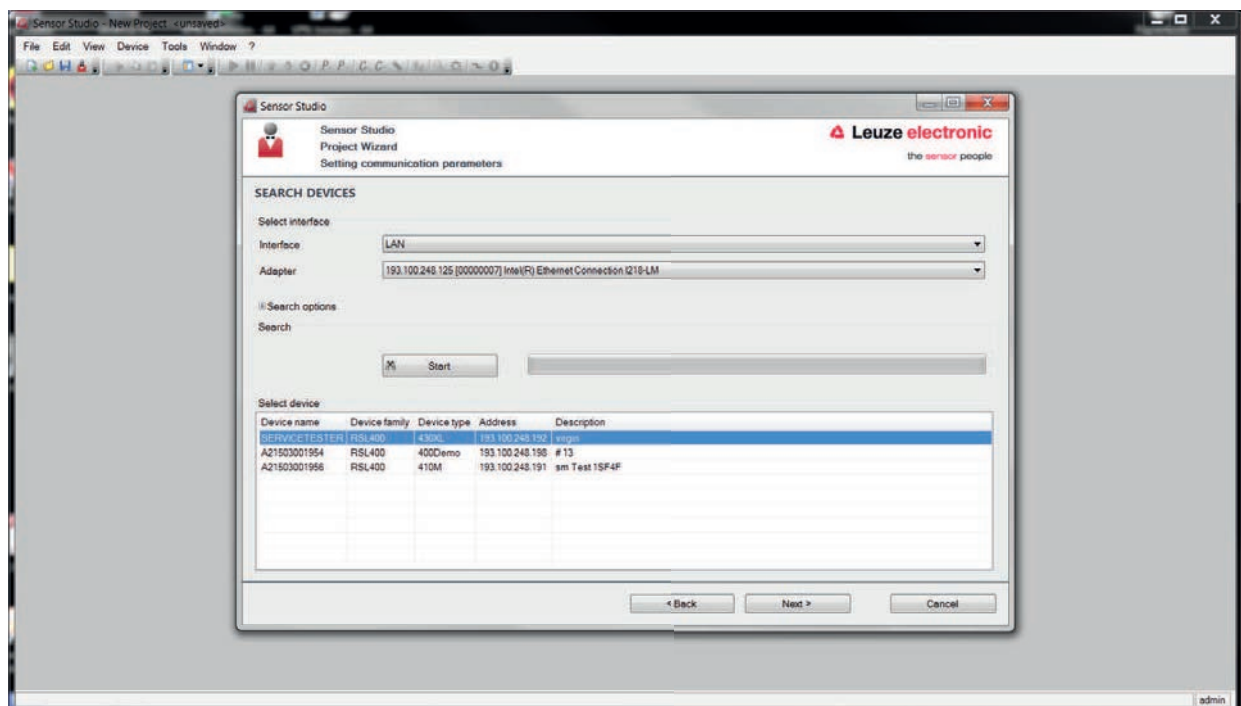 Sensor Studio - New Project <unsaved>
File Edit View Device Tools Window ?
Sensor Studio
Sensor Studio
Project Wizard
Setting communication parameters
Leuze electronic
the sensor people
SEARCH DEVICES
Select interface
Interface LAN
Adapter 193.100.248.125 [00000007] Intel(R) Ethernet Connection I218-LM
Search options
Search
Start
Select device
Device name Device family Device type Address Description
SERVICETESTER RSL400 430XL 193.100.248.192 virgin
A21503001954 RSL400 400Demo 193.100.248.198 # 13
A21503001956 RSL400 410M 193.100.248.191 sm Test 1SF4F
< Back Next > Cancel
admin